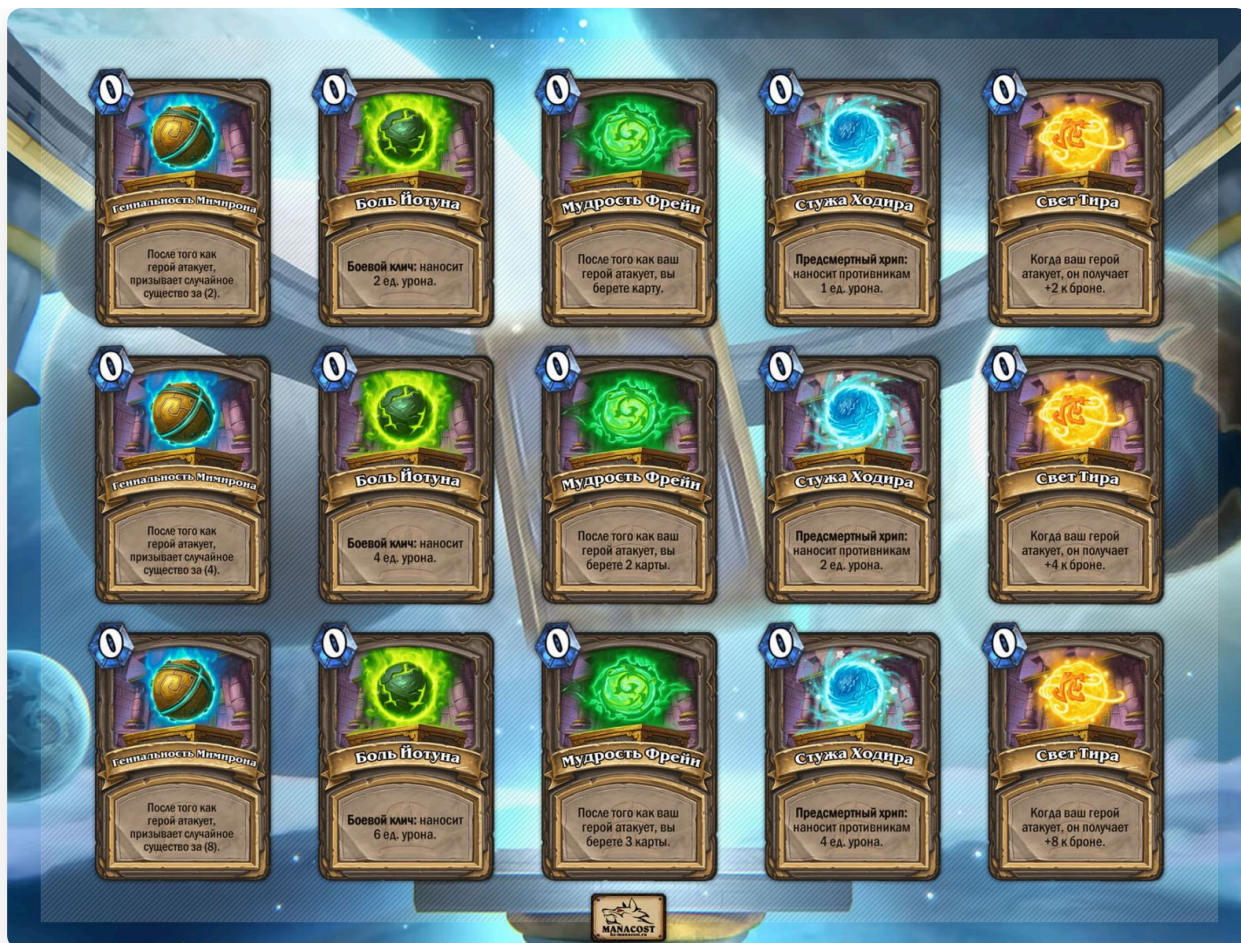 0
Гениальность Мимирона
После того как
герой атакует,
призывает случайное
существо за (2).
0
Боль Йотуна
Боевой клич: наносит
2 ед. урона.
0
Мудрость Фрейи
После того как ваш
герой атакует, вы
берете карту.
0
Стужа Ходира
Предсмертный хрип:
наносит противникам
1 ед. урона.
0
Свет Тира
Когда ваш герой
атакует, он получает
+2 к броне.
0
Гениальность Мимирона
После того как
герой атакует,
призывает случайное
существо за (4).
0
Боль Йотуна
Боевой клич: наносит
4 ед. урона.
0
Мудрость Фрейи
После того как ваш
герой атакует, вы
берете 2 карты.
0
Стужа Ходира
Предсмертный хрип:
наносит противникам
2 ед. урона.
0
Свет Тира
Когда ваш герой
атакует, он получает
+4 к броне.
0
Гениальность Мимирона
После того как
герой атакует,
призывает случайное
существо за (8).
0
Боль Йотуна
Боевой клич: наносит
6 ед. урона.
0
Мудрость Фрейи
После того как ваш
герой атакует, вы
берете 3 карты.
0
Стужа Ходира
Предсмертный хрип:
наносит противникам
4 ед. урона.
0
Свет Тира
Когда ваш герой
атакует, он получает
+8 к броне.
MANACOST
hs-manacost.ru